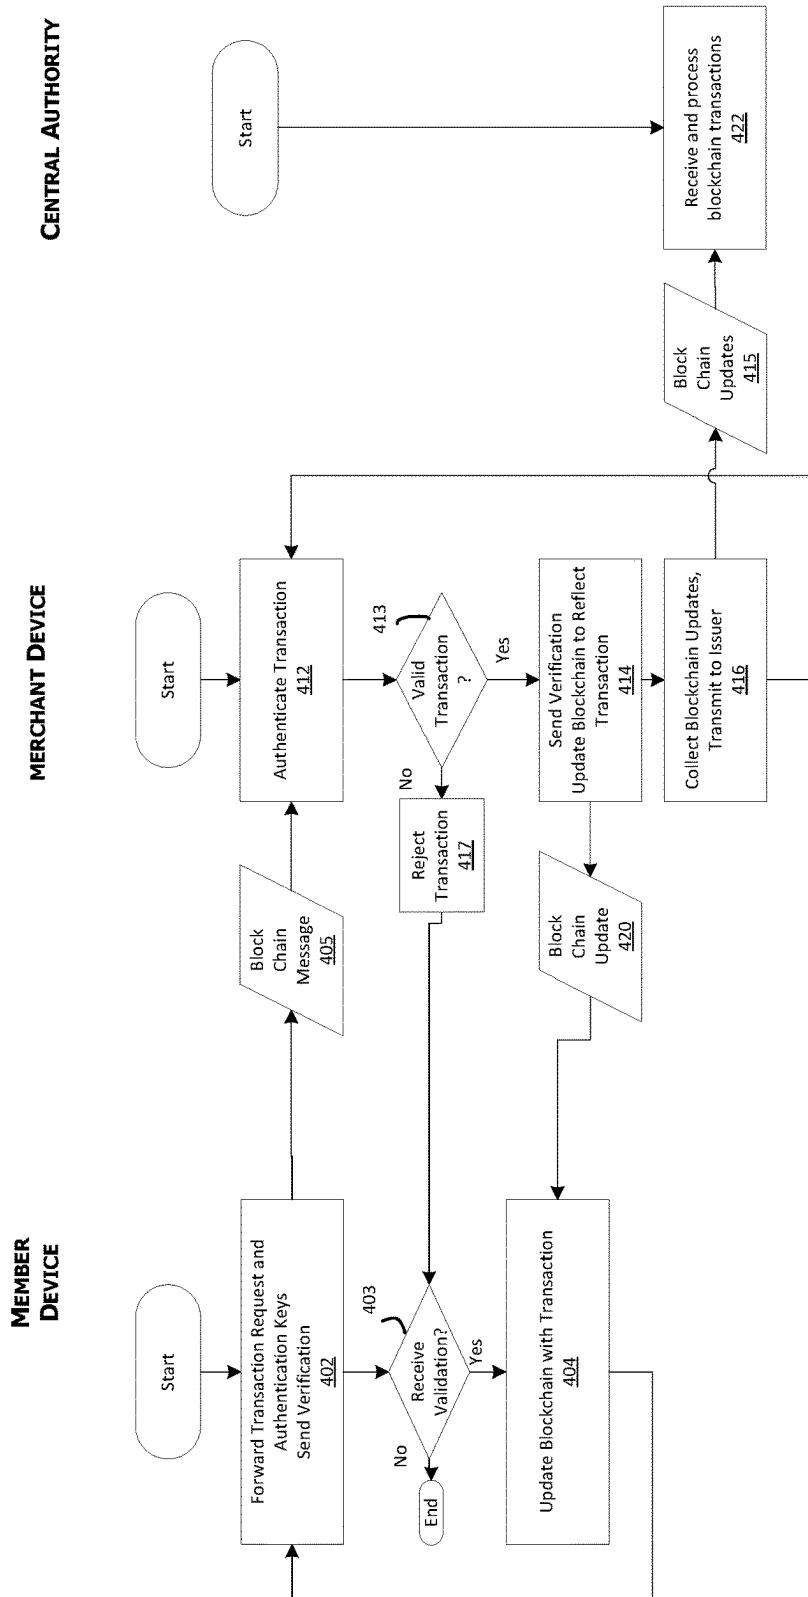 MEMBER
DEVICE
Start
Forward Transaction Request and
Authentication Keys
Send Verification
402
403
Receive
Validation?
No
End
Yes
Update Blockchain with Transaction
404
Block
Chain
Message
405
MERCHANT DEVICE
Start
Authenticate Transaction
412
413
Valid
Transaction
?
No
Reject
Transaction
417
Yes
Send Verification
Update Blockchain to Reflect
Transaction
414
Block
Chain
Update
420
Collect Blockchain Updates,
Transmit to Issuer
416
Block
Chain
Updates
415
CENTRAL AUTHORITY
Start
Receive and process
blockchain transactions
422